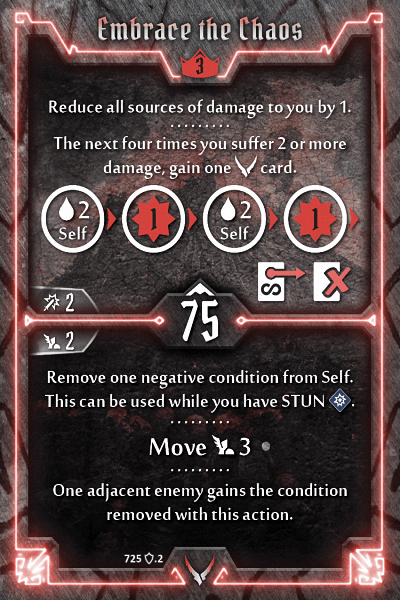 Embrace the Chaos
3
Reduce all sources of damage to you by 1.
The next four times you suffer 2 or more
damage, gain one card.
2 Self 1 2 Self 1
2
75
2
Remove one negative condition from Self.
This can be used while you have STUN .
Move 3
One adjacent enemy gains the condition
removed with this action.
725 .2